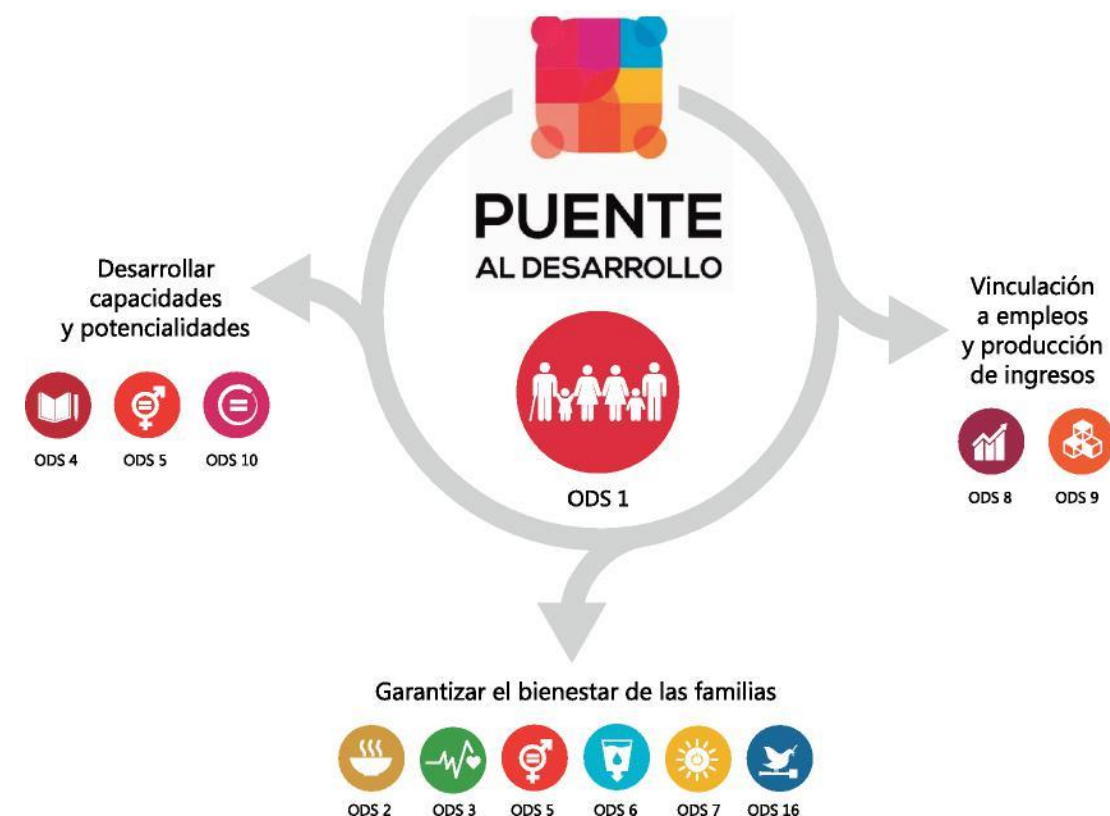 PUENTE
AL DESARROLLO
ODS 1
Desarrollar
capacidades
y potencialidades
ODS 4
ODS 5
ODS 10
Vinculación
a empleos
y producción
de ingresos
ODS 8
ODS 9
Garantizar el bienestar de las familias
ODS 2
ODS 3
ODS 5
ODS 6
ODS 7
ODS 16